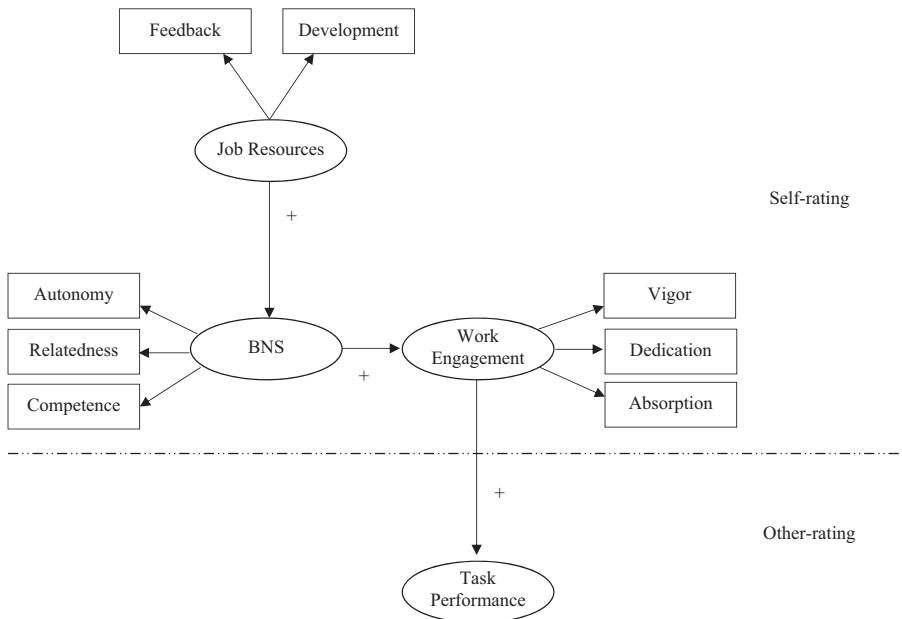 Feedback
Development
Job Resources
+
Self-rating
Autonomy
Relatedness
Competence
BNS
+
Work
Engagement
Vigor
Dedication
Absorption
+
Other-rating
Task
Performance